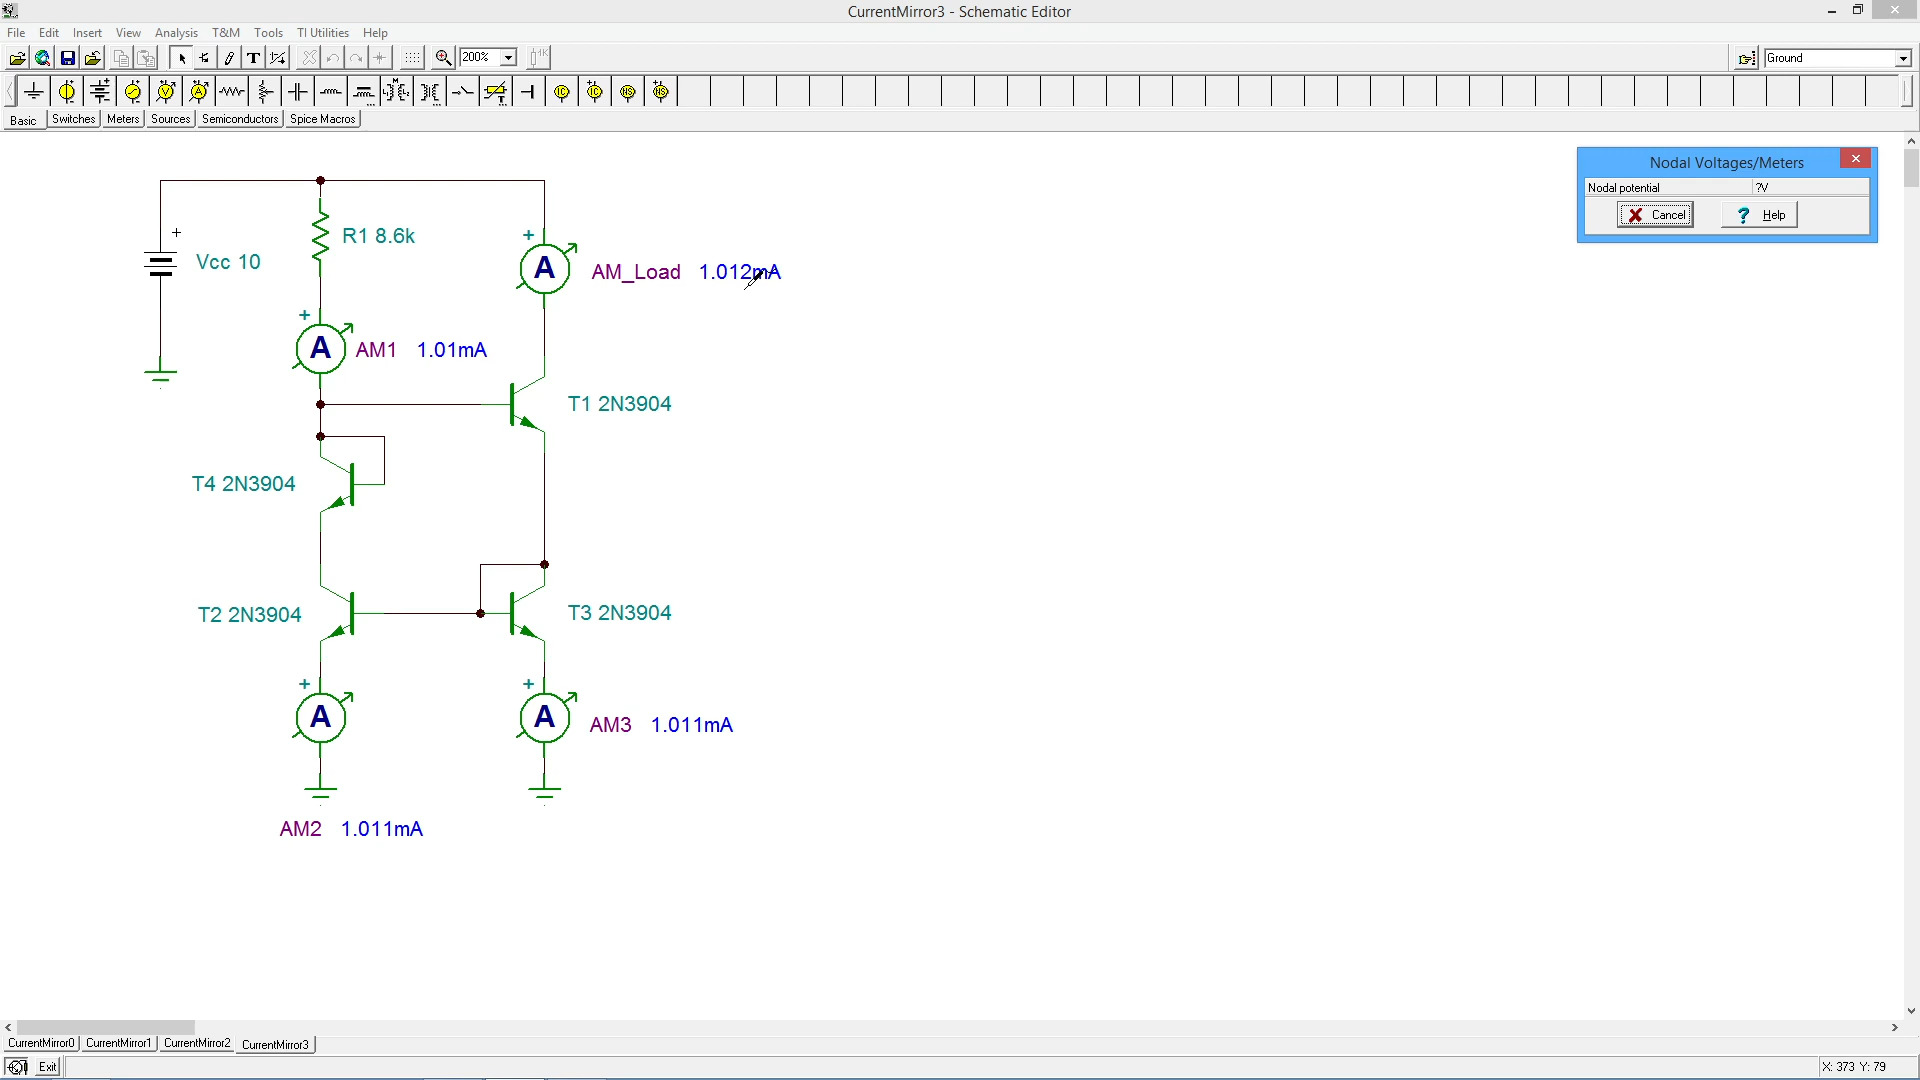 CurrentMirror3 - Schematic Editor
File Edit Insert View Analysis T&M Tools TI Utilities Help
200%
1K
Ground
Basic Switches Meters Sources Semiconductors Spice Macros
Nodal Voltages/Meters
Nodal potential ?V
Cancel ? Help
+
R1 8.6k
Vcc 10
+
A
AM_Load 1.012mA
+
A
AM1 1.01mA
T1 2N3904
T4 2N3904
T2 2N3904
T3 2N3904
+
+
A
A
AM3 1.011mA
AM2 1.011mA
CurrentMirror0 CurrentMirror1 CurrentMirror2 CurrentMirror3
Exit
X: 373 Y: 79